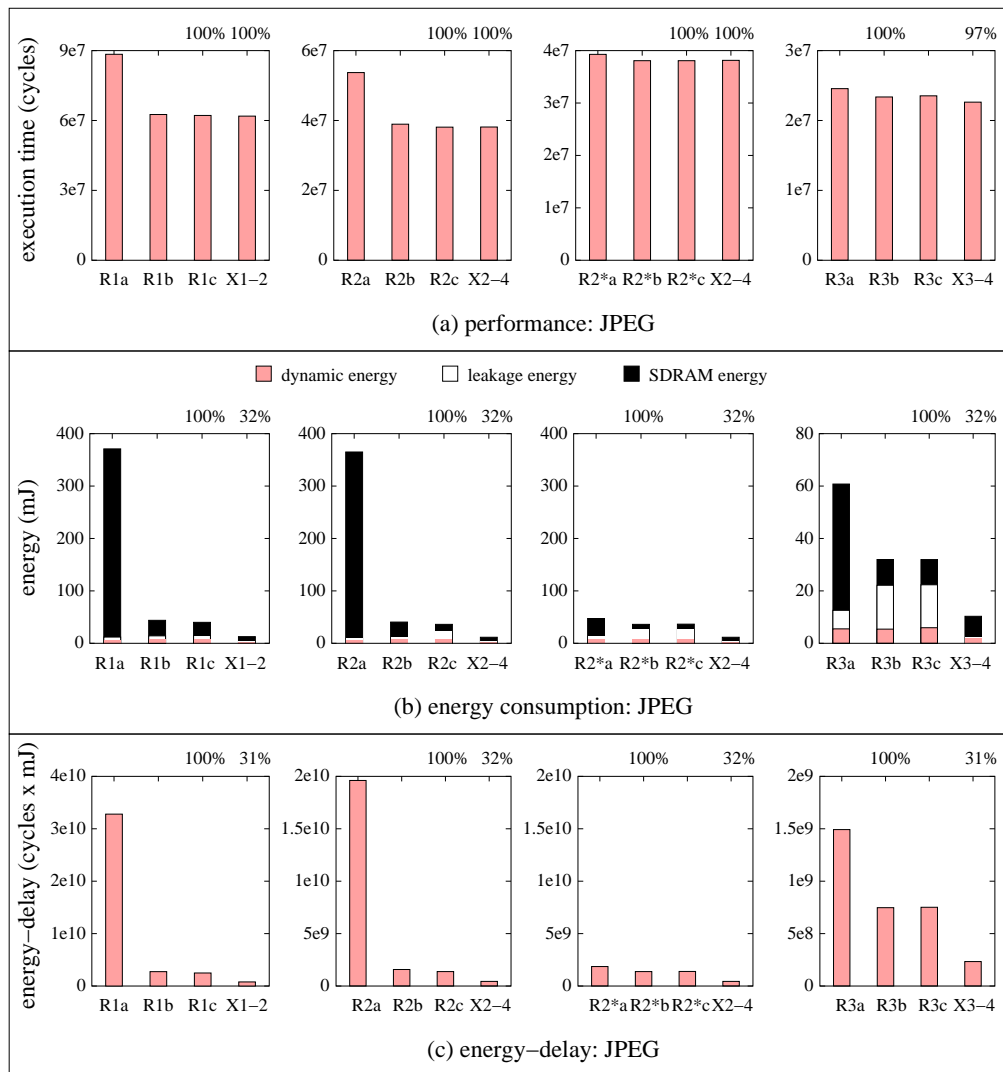 100% 100% 100% 100% 100% 100% 100% 97%
execution time (cycles)
9e7 6e7 4e7 3e7
3e7
6e7 4e7 2e7
2e7
3e7 2e7 1e7
1e7
0 0 0 0
R1a R1b R1c X1−2 R2a R2b R2c X2−4 R2*a R2*b R2*c X2−4 R3a R3b R3c X3−4
(a) performance: JPEG
dynamic energy leakage energy SDRAM energy
100% 32% 100% 32% 100% 32% 100% 32%
energy (mJ)
400 400 400 80
300 300 300 60
200 200 200 40
100 100 100 20
0 0 0 0
R1a R1b R1c X1−2 R2a R2b R2c X2−4 R2*a R2*b R2*c X2−4 R3a R3b R3c X3−4
(b) energy consumption: JPEG
100% 31% 100% 32% 100% 32% 100% 31%
energy−delay (cycles x mJ)
4e10 2e10 2e10 2e9
3e10 1.5e10 1.5e10 1.5e9
2e10 1e10 1e10 1e9
1e10 5e9 5e9 5e8
0 0 0 0
R1a R1b R1c X1−2 R2a R2b R2c X2−4 R2*a R2*b R2*c X2−4 R3a R3b R3c X3−4
(c) energy−delay: JPEG